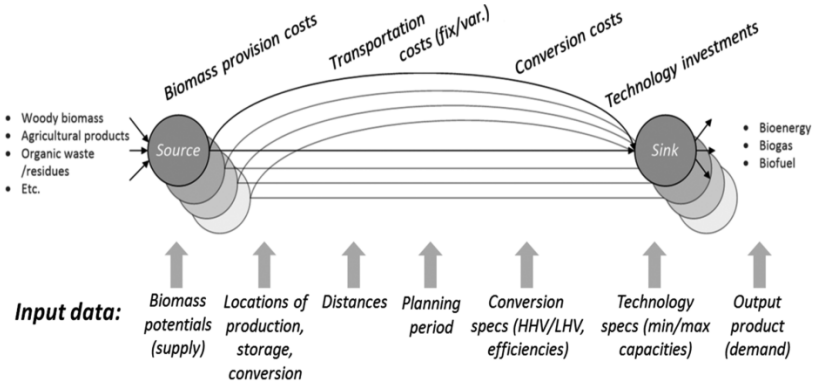 Biomass provision costs
Transportation
costs (fix/var.)
Conversion costs
Technology investments
• Woody biomass
• Agricultural products
• Organic waste
/residues
• Etc.
Source
Sink
• Bioenergy
• Biogas
• Biofuel
Input data:
Biomass
potentials
(supply)
Locations of
production,
storage,
conversion
Distances
Planning
period
Conversion
specs (HHV/LHV,
efficiencies)
Technology
specs (min/max
capacities)
Output
product
(demand)